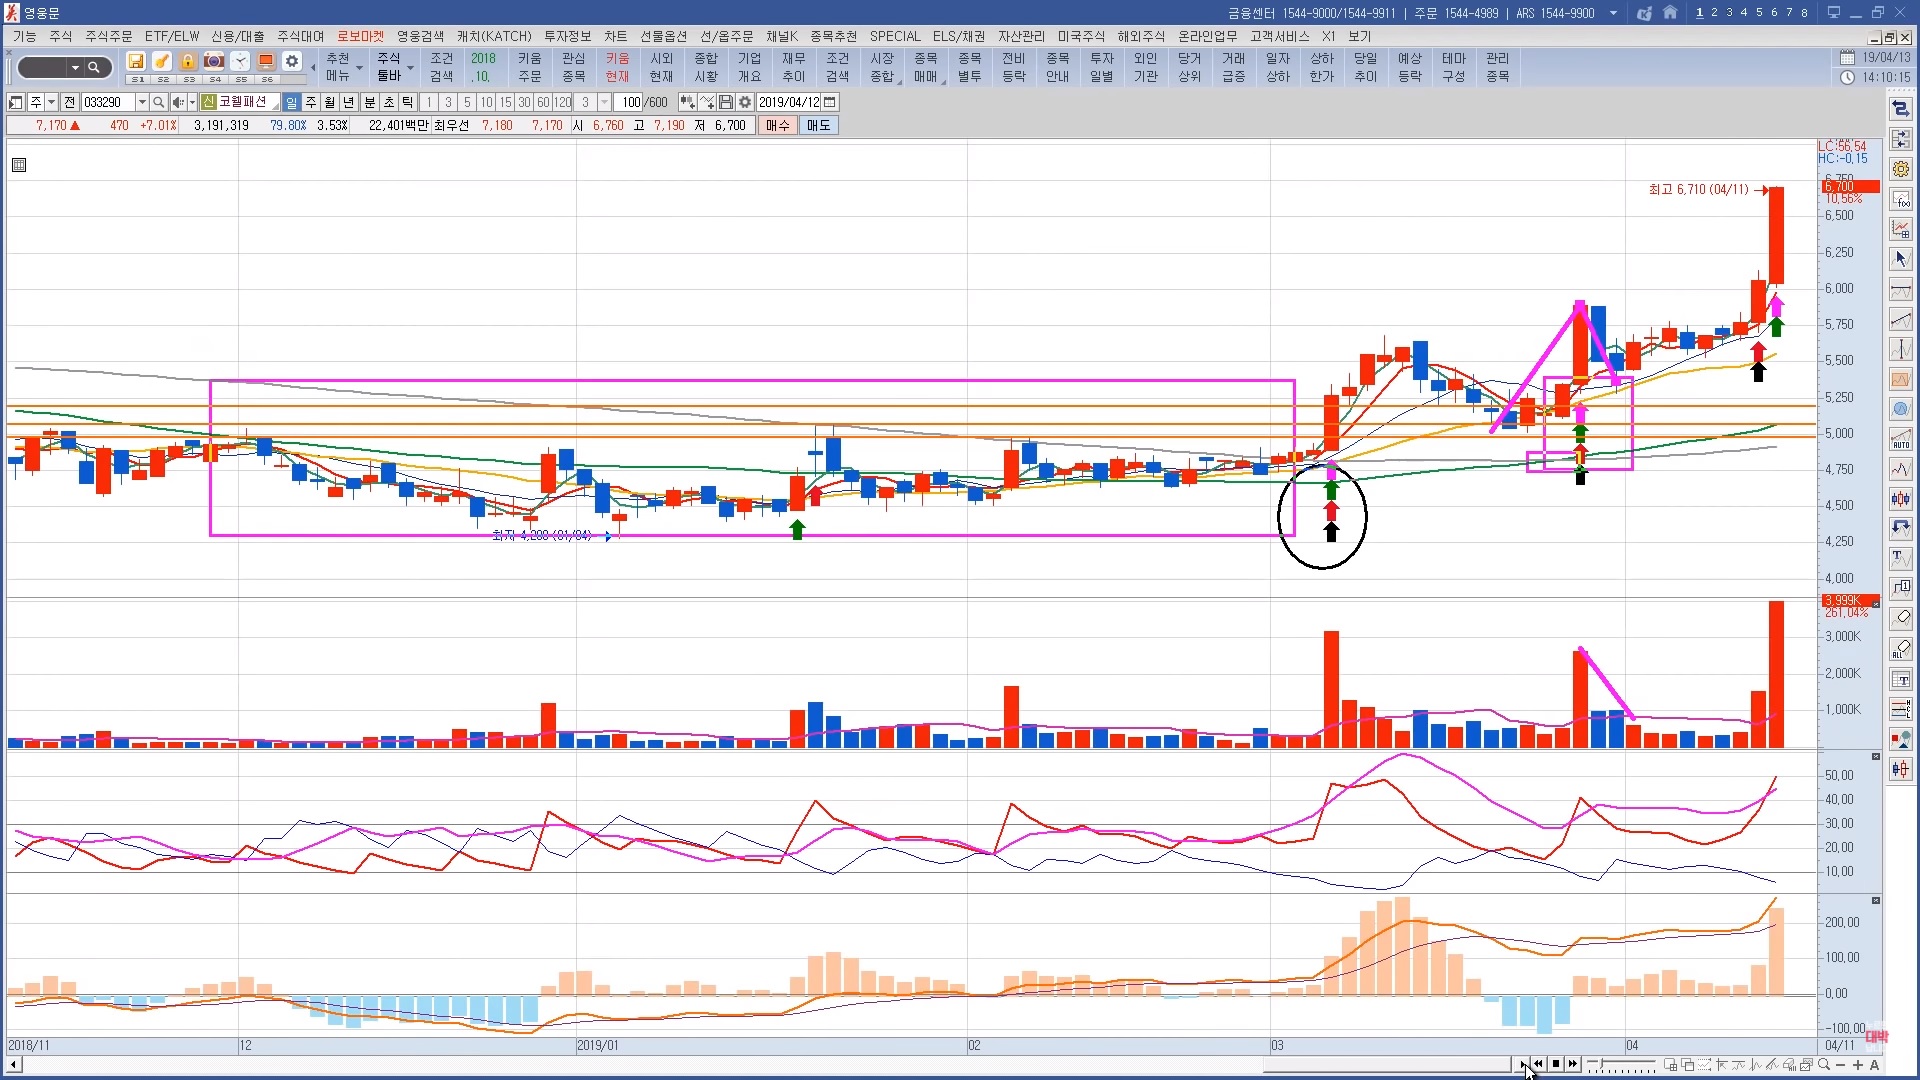 영웅문
금융센터 1544-9000/1544-9911 | 주문 1544-4989 | ARS 1544-9900
1 2 3 4 5 6 7 8
기능 주식 주식주문 ETF/ELW 신용/대출 주식대여 로보마켓 영웅검색 캐치(KATCH) 투자정보 차트 선물옵션 선/옵주문 채널K 종목추천 SPECIAL ELS/채권 자산관리 미국주식 해외주식 온라인업무 고객서비스 X1 보기
추천 주식 조건 2018 키움 관심 키움 시외 종합 기업 재무 조건 시장 종목 종목 전비 종목 투자 외인 당거 거래 일자 상하 당일 예상 테마 관리
메뉴 툴바 검색 .10. 주문 종목 현재 현재 시황 개요 추이 검색 종합 매매 별투 등락 안내 일별 기관 상위 급증 상하 한가 추이 등락 구성 종목
S1 S2 S3 S4 S5 S6
19/04/13
14:10:15
주 전 033290 신 코웰패션 일 주 월 년 분 초 틱 1 3 5 10 15 30 60 120 3 100 /600 2019/04/12
7,170 ▲ 470 +7.01% 3,191,319 79.80% 3.53% 22,401백만 최우선 7,180 7,170 시 6,760 고 7,190 저 6,700 매수 매도
LC:56.54
HC:-0.15
6,750
6,700
10.56%
최고 6,710 (04/11)
6,500
6,250
6,000
5,750
5,500
5,250
5,000
4,750
4,500
최저 4,280 (01/04)
4,250
4,000
3,999K
261.04%
3,000K
2,000K
1,000K
50.00
40.00
30.00
20.00
10.00
200.00
100.00
0.00
-100.00
대박
2018/11 12 2019/01 02 03 04 04/11
AUTO
ALL
A